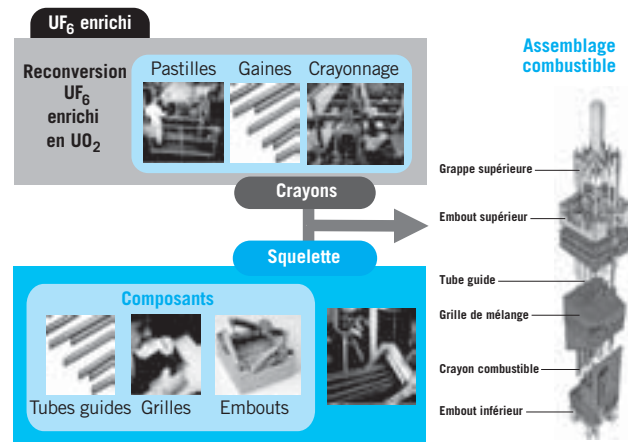 UF6 enrichi
Reconversion
UF6
enrichi
en UO2
Pastilles Gaines Crayonnage
Crayons
Squelette
Composants
Tubes guides Grilles Embouts
Assemblage
combustible
Grappe supérieure
Embout supérieur
Tube guide
Grille de mélange
Crayon combustible
Embout inférieur